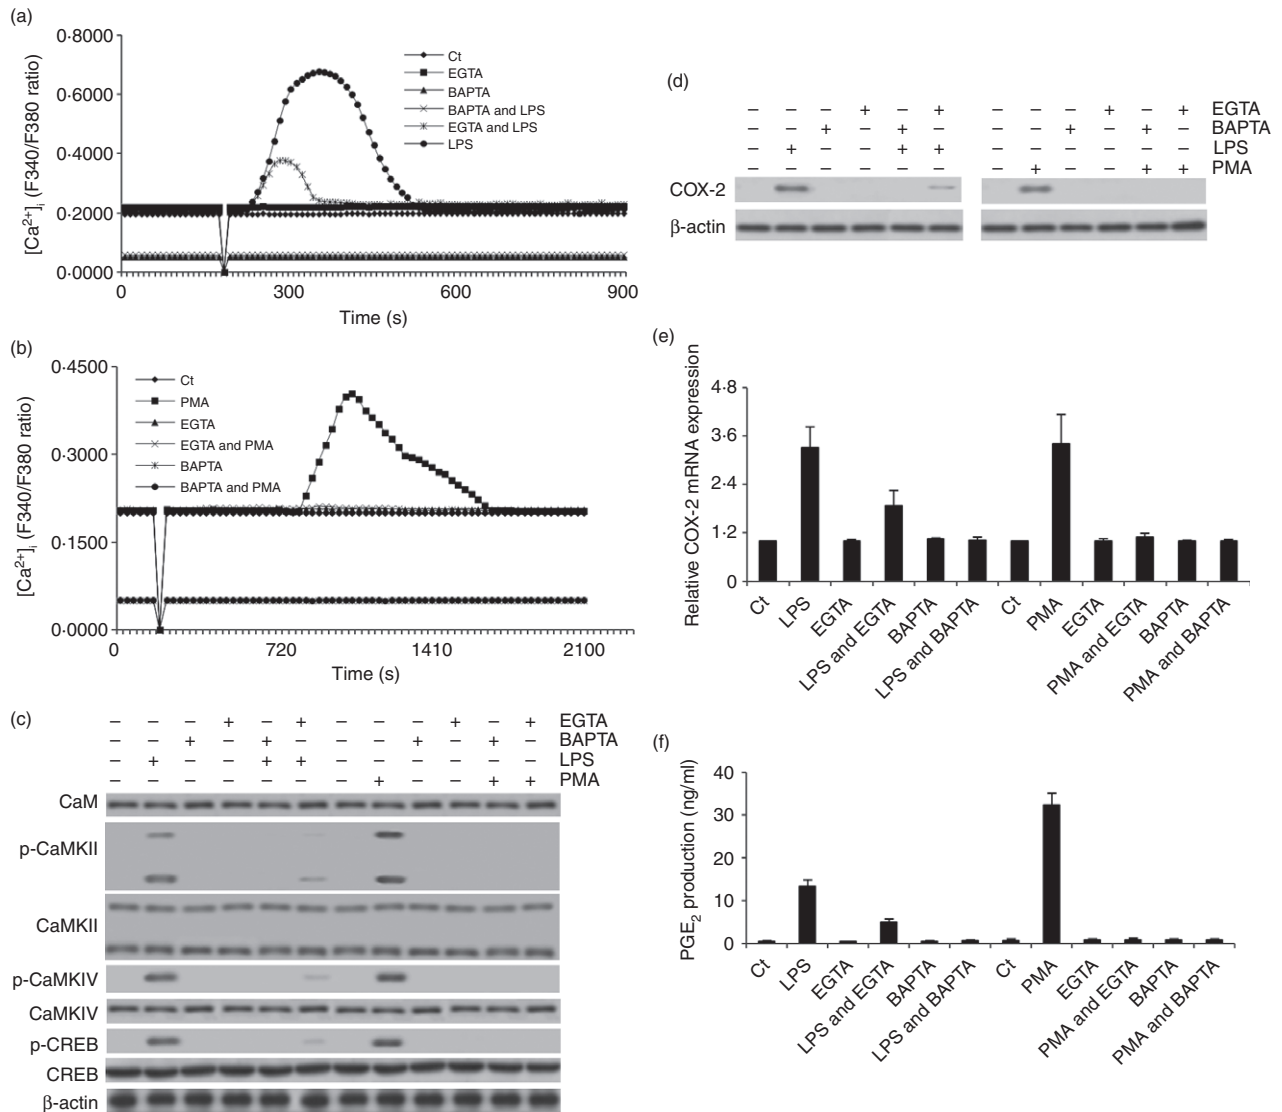 (a)
[Ca2+]i (F340/F380 ratio)
0·8000
0·6000
0·4000
0·2000
0·0000
0 300 600 900
Time (s)
Ct
EGTA
BAPTA
BAPTA and LPS
EGTA and LPS
LPS
(b)
[Ca2+]i (F340/F380 ratio)
0·4500
0·3000
0·1500
0·0000
0 720 1410 2100
Time (s)
Ct
PMA
EGTA
EGTA and PMA
BAPTA
BAPTA and PMA
(c)
– – – + – + – – – + – + EGTA
– – + – + – – – + – + – BAPTA
– + – – + + – – – – – – LPS
– – – – – – – + – – + + PMA
CaM
p-CaMKII
CaMKII
p-CaMKIV
CaMKIV
p-CREB
CREB
β-actin
(d)
– – – + – + – – – + – + EGTA
– – + – + – – – + – + – BAPTA
– + – – + + – – – – – – LPS
– + – – + + PMA
COX-2
β-actin
(e)
Relative COX-2 mRNA expression
4·8
3·6
2·4
1·2
0
Ct
LPS
EGTA
LPS and EGTA
BAPTA
LPS and BAPTA
Ct
PMA
EGTA
PMA and EGTA
BAPTA
PMA and BAPTA
(f)
PGE2 production (ng/ml)
40
30
20
10
0
Ct
LPS
EGTA
LPS and EGTA
BAPTA
LPS and BAPTA
Ct
PMA
EGTA
PMA and EGTA
BAPTA
PMA and BAPTA